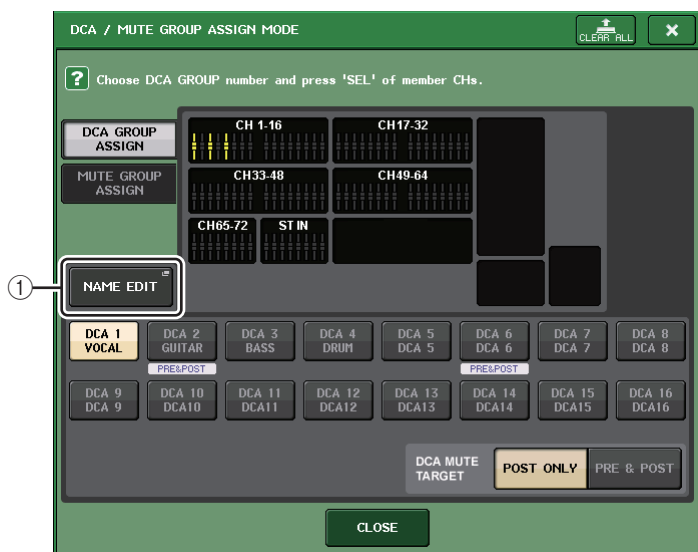 DCA / MUTE GROUP ASSIGN MODE
CLEAR ALL
? Choose DCA GROUP number and press 'SEL' of member CHs.
DCA GROUP
ASSIGN
MUTE GROUP
ASSIGN
CH 1-16
CH17-32
CH33-48
CH49-64
CH65-72
ST IN
1
NAME EDIT
DCA 1
VOCAL
DCA 2
GUITAR
DCA 3
BASS
DCA 4
DRUM
DCA 5
DCA 5
DCA 6
DCA 6
DCA 7
DCA 7
DCA 8
DCA 8
PRE&POST
PRE&POST
DCA 9
DCA 9
DCA 10
DCA10
DCA 11
DCA11
DCA 12
DCA12
DCA 13
DCA13
DCA 14
DCA14
DCA 15
DCA15
DCA 16
DCA16
DCA MUTE
TARGET
POST ONLY
PRE & POST
CLOSE